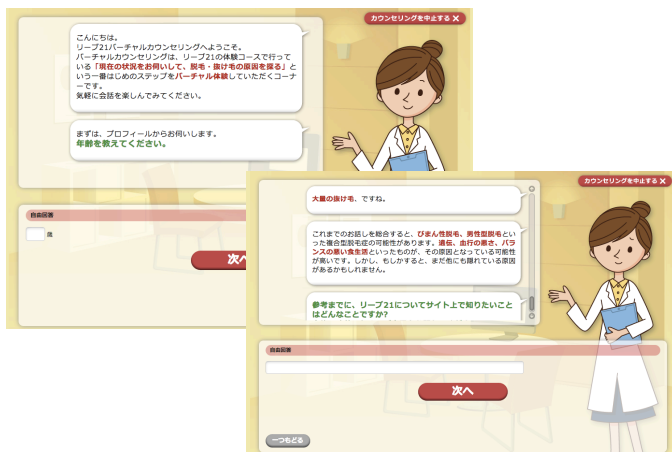 カウンセリングを中止する ✕
こんにちは。
リーブ21バーチャルカウンセリングへようこそ。
バーチャルカウンセリングは、リーブ21の体験コースで行って
いる「現在の状況をお伺いして、脱毛・抜け毛の原因を探る」と
いう一番はじめのステップをバーチャル体験していただくコーナ
ーです。
気軽に会話を楽しんでみてください。
まずは、プロフィールからお伺いします。
年齢を教えてください。
自由回答
歳
次へ
カウンセリングを中止する ✕
大量の抜け毛、ですね。
これまでのお話しを総合すると、びまん性脱毛、男性型脱毛とい
った複合型脱毛症の可能性があります。遺伝、血行の悪さ、バラ
ンスの悪い食生活といったものが、その原因となっている可能性
が高いです。しかし、もしかすると、まだ他にも隠れている原因
があるかもしれません。
参考までに、リーブ21についてサイト上で知りたいこと
はどんなことですか?
自由回答
次へ
一つもどる